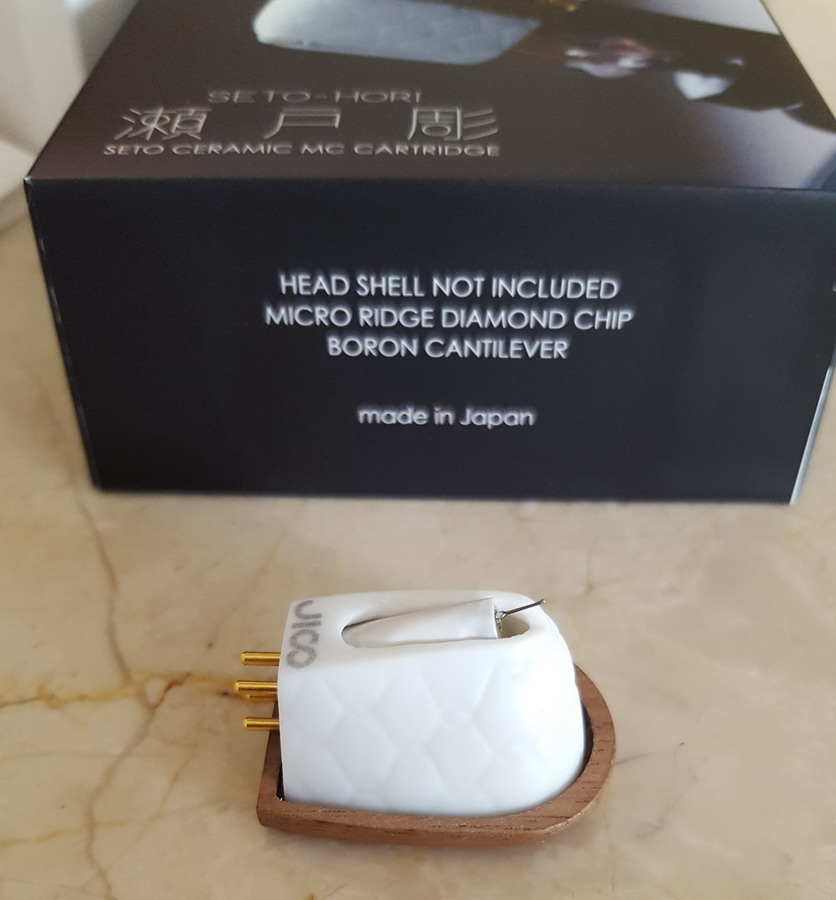 SETO-HORI
瀬戸彫
SETO CERAMIC MC CARTRIDGE
HEAD SHELL NOT INCLUDED
MICRO RIDGE DIAMOND CHIP
BORON CANTILEVER
made in Japan
JICO